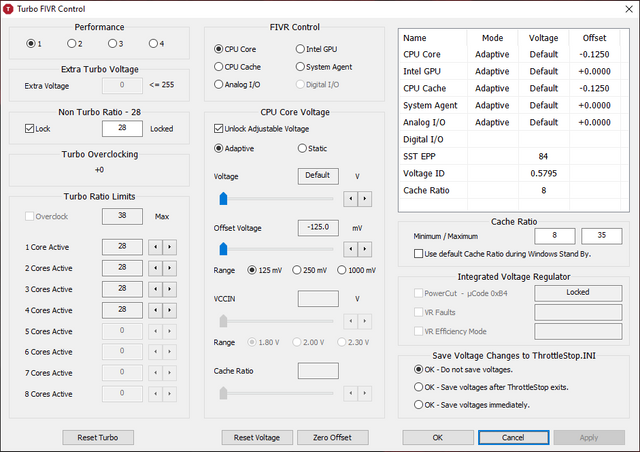 Turbo FIVR Control
Performance
1 2 3 4
Extra Turbo Voltage
Extra Voltage 0 <= 255
Non Turbo Ratio - 28
Lock 28 Locked
Turbo Overclocking
+0
Turbo Ratio Limits
Overclock 38 Max
1 Core Active 28
2 Cores Active 28
3 Cores Active 28
4 Cores Active 28
5 Cores Active 0
6 Cores Active 0
7 Cores Active 0
8 Cores Active 0
Reset Turbo
FIVR Control
CPU Core Intel GPU
CPU Cache System Agent
Analog I/O Digital I/O
CPU Core Voltage
Unlock Adjustable Voltage
Adaptive Static
Voltage Default V
Offset Voltage -125.0 mV
Range 125 mV 250 mV 1000 mV
VCCIN V
Range 1.80 V 2.00 V 2.30 V
Cache Ratio
Reset Voltage Zero Offset
Name Mode Voltage Offset
CPU Core Adaptive Default -0.1250
Intel GPU Adaptive Default +0.0000
CPU Cache Adaptive Default -0.1250
System Agent Adaptive Default +0.0000
Analog I/O Adaptive Default +0.0000
Digital I/O
SST EPP 84
Voltage ID 0.5795
Cache Ratio 8
Cache Ratio
Minimum / Maximum 8 35
Use default Cache Ratio during Windows Stand By.
Integrated Voltage Regulator
PowerCut - µCode 0xB4 Locked
VR Faults
VR Efficiency Mode
Save Voltage Changes to ThrottleStop.INI
OK - Do not save voltages.
OK - Save voltages after ThrottleStop exits.
OK - Save voltages immediately.
OK Cancel Apply